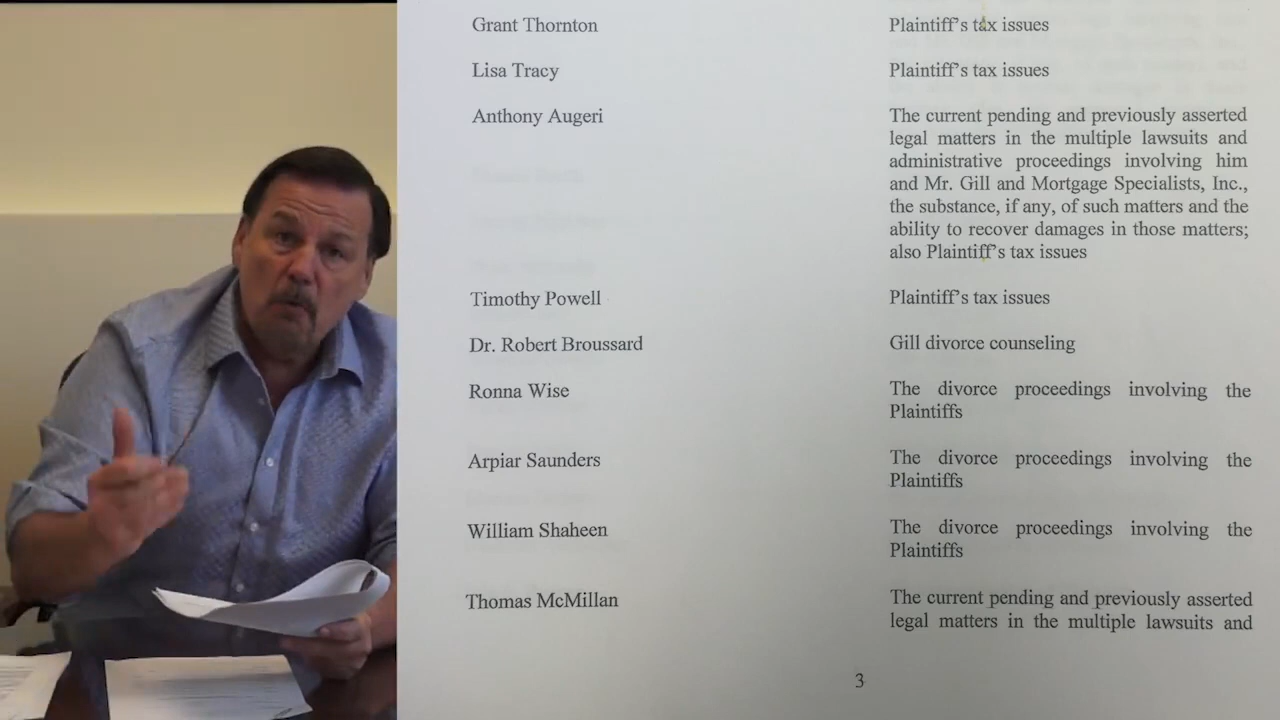 Grant Thornton Plaintiff's tax issues
Lisa Tracy Plaintiff's tax issues
Anthony Augeri The current pending and previously asserted
legal matters in the multiple lawsuits and
administrative proceedings involving him
and Mr. Gill and Mortgage Specialists, Inc.,
the substance, if any, of such matters and the
ability to recover damages in those matters;
also Plaintiff's tax issues
Timothy Powell Plaintiff's tax issues
Dr. Robert Broussard Gill divorce counseling
Ronna Wise The divorce proceedings involving the
Plaintiffs
Arpiar Saunders The divorce proceedings involving the
Plaintiffs
William Shaheen The divorce proceedings involving the
Plaintiffs
Thomas McMillan The current pending and previously asserted
legal matters in the multiple lawsuits and
3